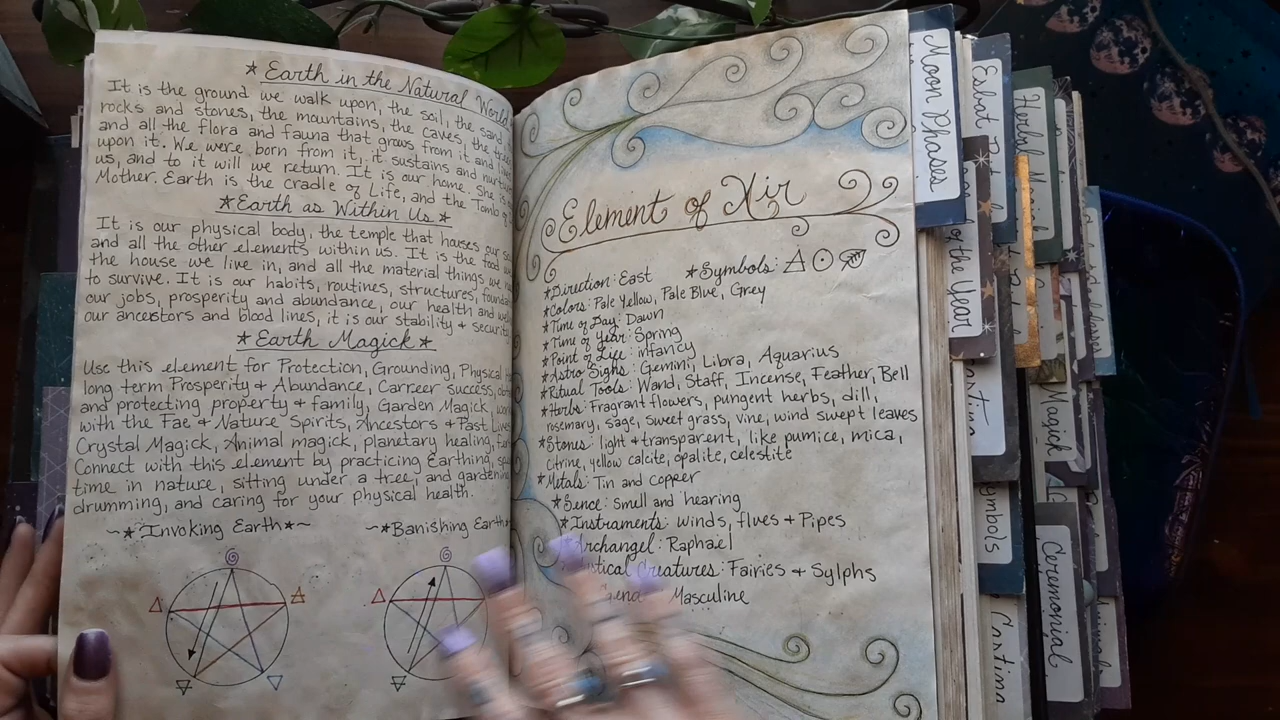 ★ Earth in the Natural World
It is the ground we walk upon, the soil, the sand
rocks and stones, the mountains, the caves, the trees
and all the flora and fauna that grows from it and lives
upon it. We were born from it, it sustains and nurtures
us, and to it will we return. It is our home. She is
Mother. Earth is the cradle of Life, and the Tomb of
★ Earth as Within Us ★
It is our physical body, the temple that houses our
and all the other elements within us. It is the food
the house we live in, and all the material things we
to survive. It is our habits, routines, structures,
our jobs, prosperity and abundance, our health and
our ancestors and blood lines, it is our stability + security
★ Earth Magick ★
Use this element for Protection, Grounding, Physical
long term Prosperity + Abundance, Carreer success,
and protecting property + family, Garden Magick,
with the Fae + Nature Spirits, Ancestors + Past Lives
Crystal Magick, Animal magick, planetary healing,
Connect with this element by practicing Earthing,
time in nature, sitting under a tree, and gardening
drumming, and caring for your physical health.
~★Invoking Earth★~ ~★Banishing Earth★
Element of Air
★Direction: East ★Symbols:
★Colors: Pale Yellow, Pale Blue, Grey
★Time of Day: Dawn
★Time of Year: Spring
★Point of Life: infancy
★Astro Signs: Gemini, Libra, Aquarius
★Ritual Tools: Wand, Staff, Incense, Feather, Bell
★Herbs: Fragrant flowers, pungent herbs, dill,
rosemary, sage, sweet grass, vine, wind swept leaves
★Stones: light + transparent, like pumice, mica,
citrine, yellow calcite, opalite, celestite
★Metals: Tin and copper
★Sence: Smell and hearing
★Instruments: winds, flues + Pipes
Archangel: Raphael
Mystical Creatures: Fairies + Sylphs
Masculine
Moon Phases
Esbat
Herbal
of the Year
Magick
Symbols
Ceremonial